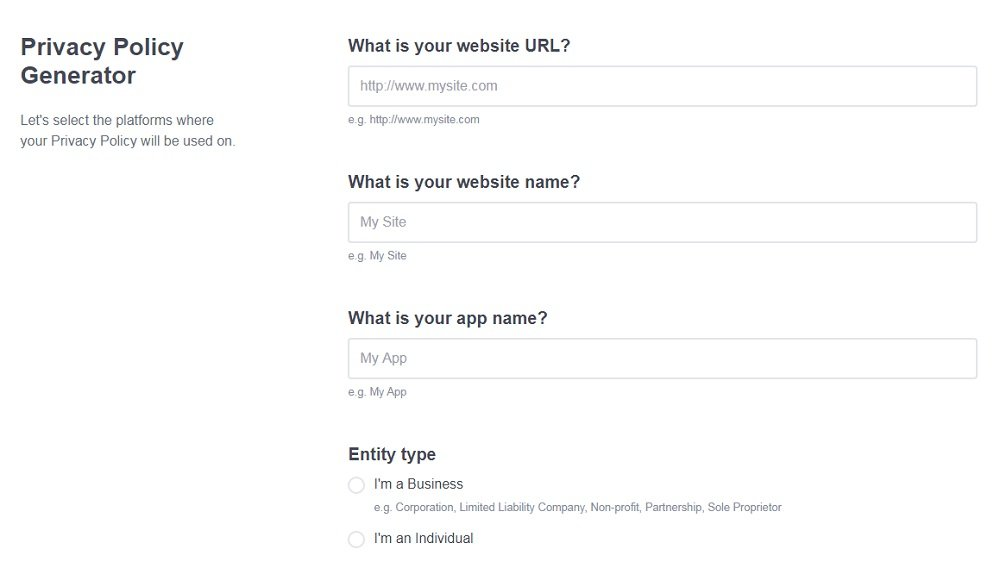 Privacy Policy
Generator
Let's select the platforms where
your Privacy Policy will be used on.
What is your website URL?
http://www.mysite.com
e.g. http://www.mysite.com
What is your website name?
My Site
e.g. My Site
What is your app name?
My App
e.g. My App
Entity type
I'm a Business
e.g. Corporation, Limited Liability Company, Non-profit, Partnership, Sole Proprietor
I'm an Individual